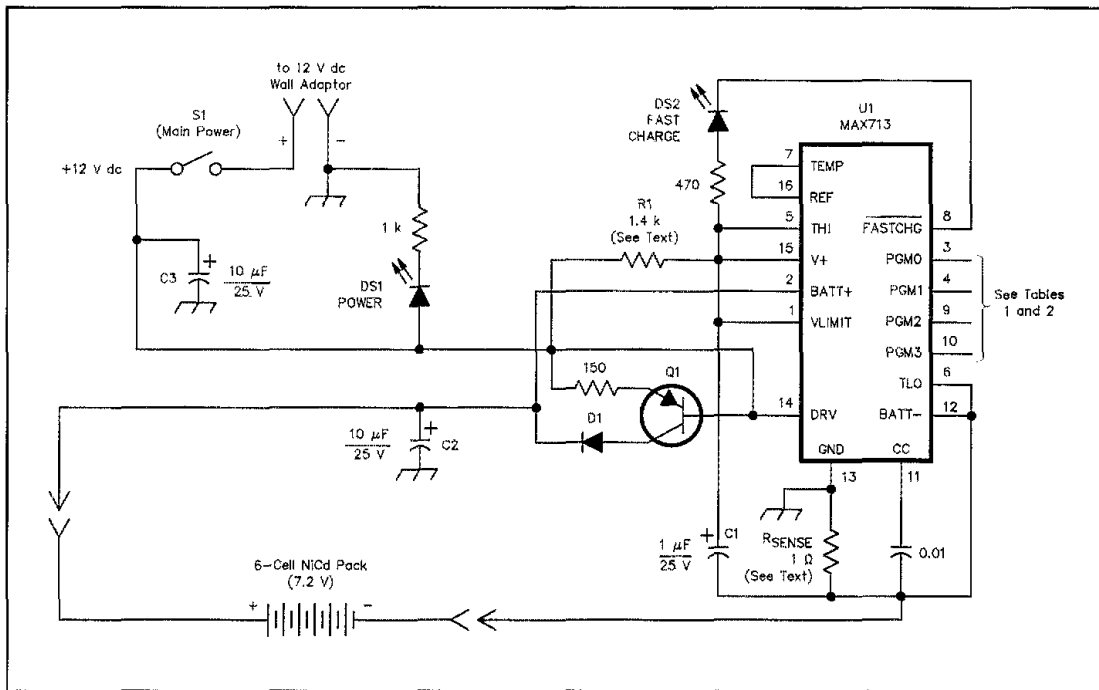 to 12 V dc
Wall Adaptor
S1
(Main Power)
+
-
+12 V dc
C3
10 µF
25 V
+
1 k
DS1
POWER
DS2
FAST
CHARGE
470
R1
1.4 k
(See Text)
U1
MAX713
7
TEMP
16
REF
5
THI
15
V+
2
BATT+
1
VLIMIT
14
DRV
GND
13
CC
11
FASTCHG
8
PGM0
3
PGM1
4
PGM2
9
PGM3
10
TLO
6
BATT-
12
See Tables
1 and 2
150
Q1
D1
10 µF
25 V
+
C2
1 µF
25 V
+
C1
RSENSE
1 Ω
(See Text)
0.01
6-Cell NiCd Pack
(7.2 V)
+
-